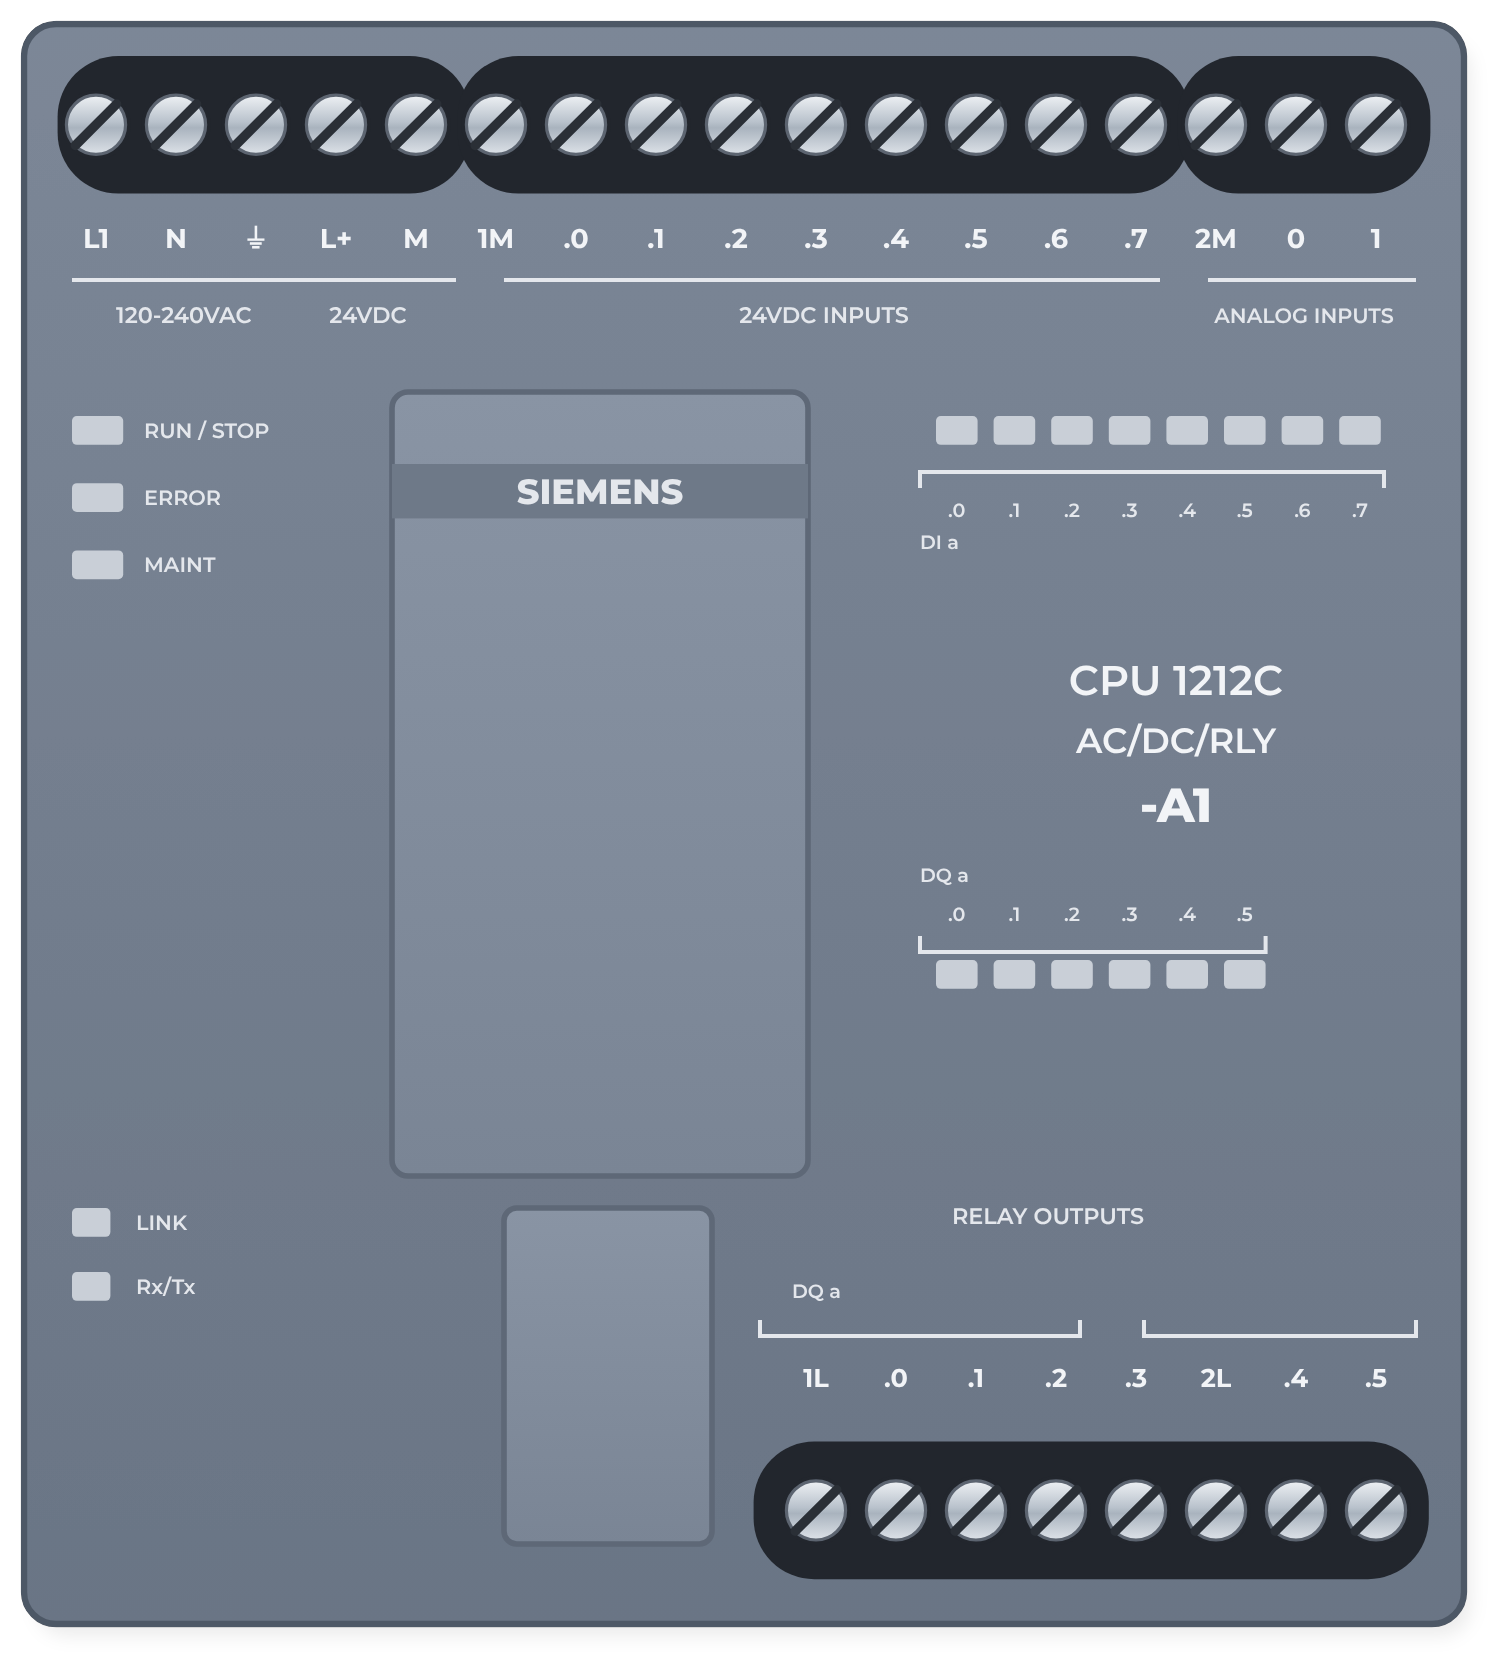 L1 N ⏚ L+ M 1M .0 .1 .2 .3 .4 .5 .6 .7 2M 0 1
120-240VAC 24VDC 24VDC INPUTS ANALOG INPUTS
RUN / STOP
ERROR
MAINT
SIEMENS
.0 .1 .2 .3 .4 .5 .6 .7
DI a
CPU 1212C
AC/DC/RLY
-A1
DQ a
.0 .1 .2 .3 .4 .5
LINK
Rx/Tx
RELAY OUTPUTS
DQ a
1L .0 .1 .2 .3 2L .4 .5